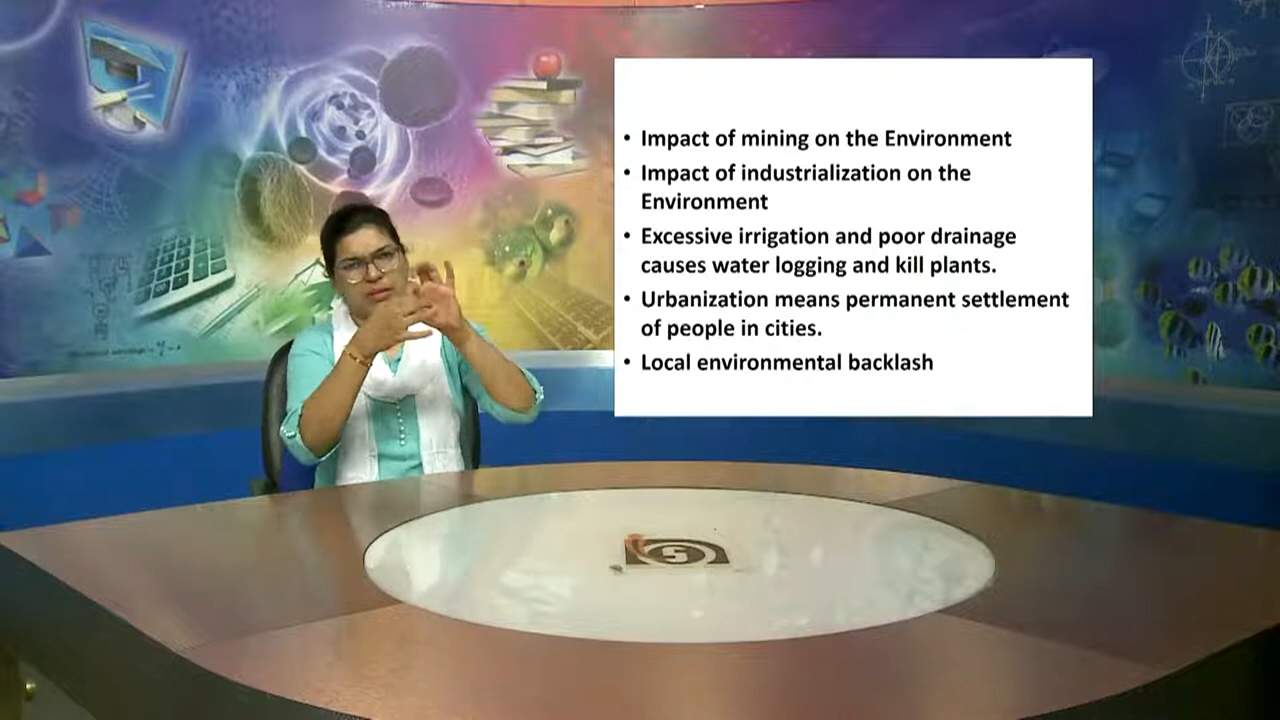 • Impact of mining on the Environment
• Impact of industrialization on the
Environment
• Excessive irrigation and poor drainage
causes water logging and kill plants.
• Urbanization means permanent settlement
of people in cities.
• Local environmental backlash